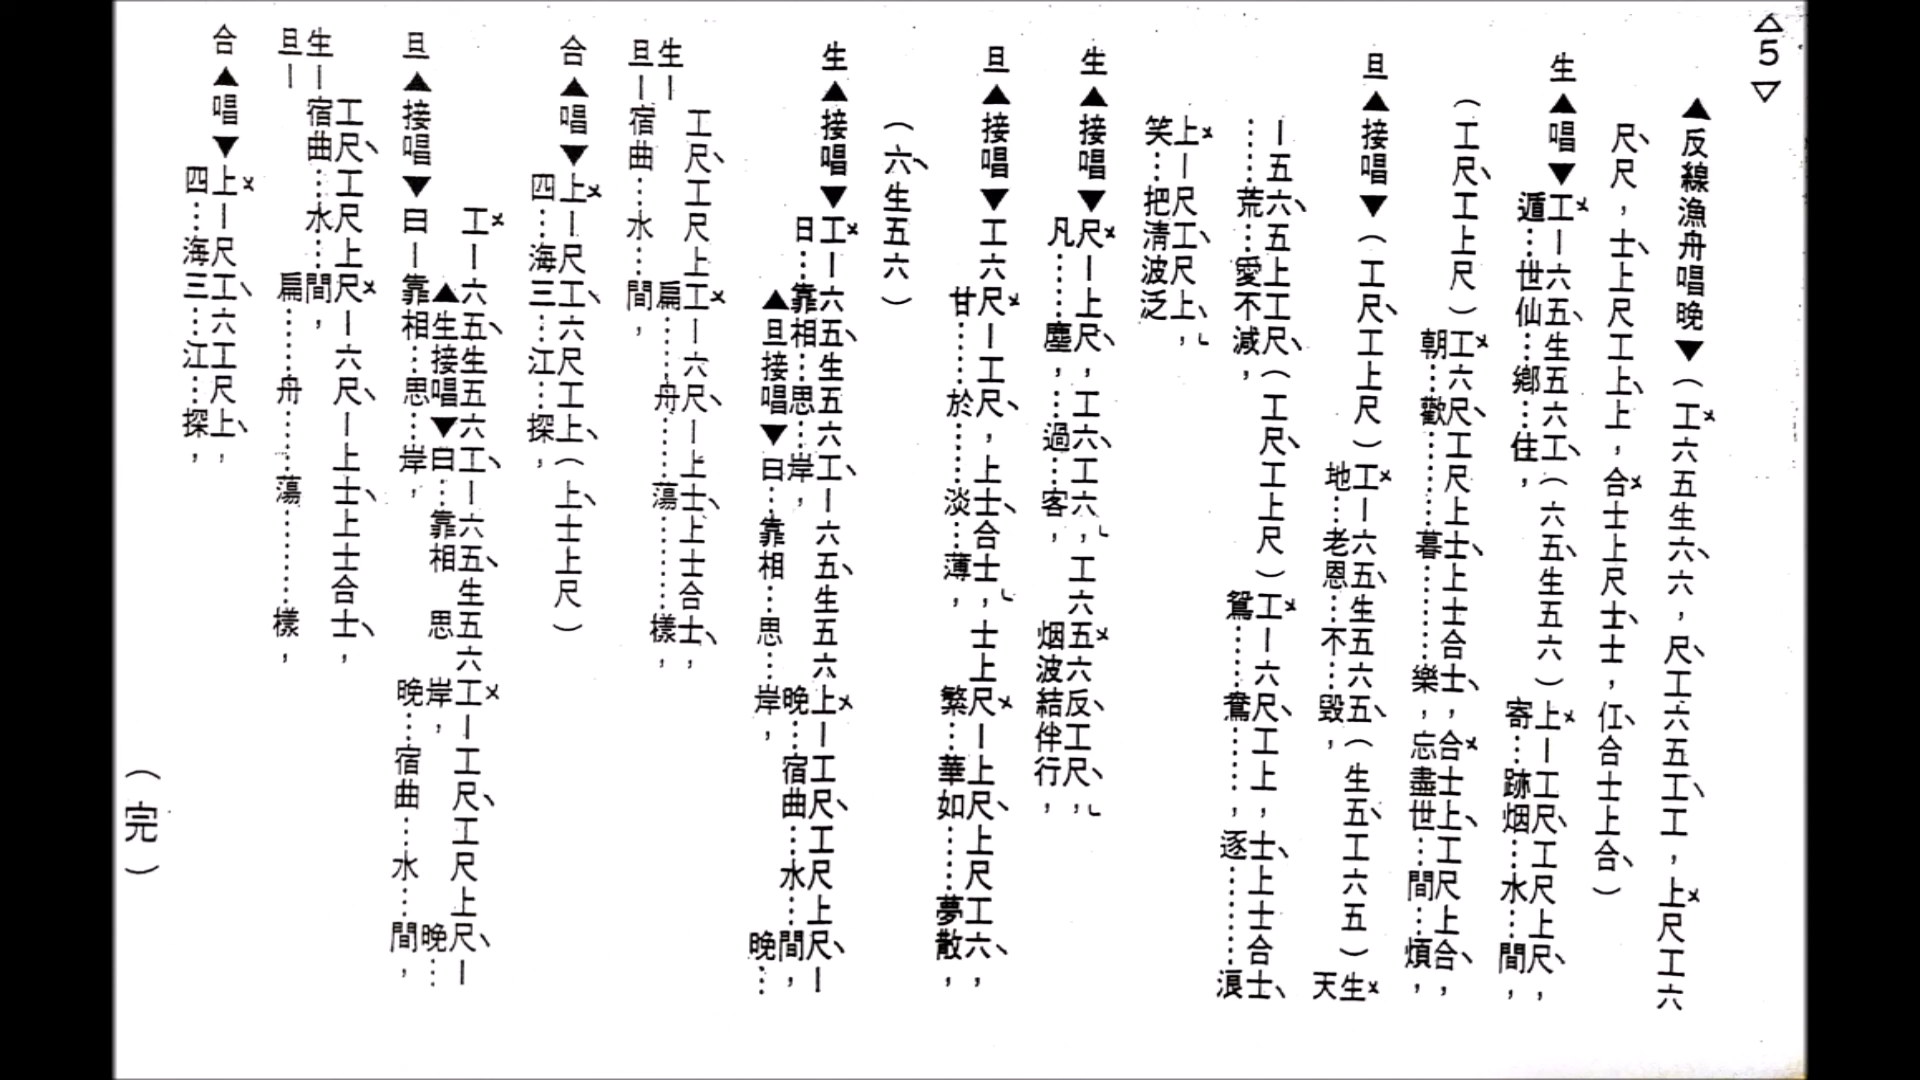 △5▽
▲反線漁舟唱晚▼(工六五生六六,尺工六五工工,上尺工六
尺尺,士上尺工上上,合士上尺士士,仜合士上合)
生▲唱▼工—六五生五六工(六五生五六)上—工尺工尺上尺,
遁…世仙…鄉…住,寄…跡烟…水…間,
(工尺工上尺)工六尺工尺上士上士合士,合士上工尺上合,
朝…歡……暮……樂,忘盡世…間…煩,
旦▲接唱▼(工尺工上尺)工—六五生五六五(生五工六五)生
地…老恩…不…毀,天
—五六五上工尺(工尺工上尺)工—六尺工上,士上士合士
……荒…愛不減,鴛……鴦……,逐……浪
上—尺工尺上,
笑…把清波泛
生▲接唱▼尺—上尺,工六工六,工六五六反工尺,
凡……塵,…過…客,烟波結伴行,
旦▲接唱▼工六尺—工尺,上士合士,士上尺—上尺上尺工六,
甘……於……淡…薄,繁…華如……夢散,
(六生五六)
生▲接唱▼工—六五生五六工—六五生五六上—工尺工尺上尺—
日…靠相…思…岸,晚…宿曲…水…間,
▲旦接唱▼曰…靠相…思…岸,晚…
生—
工尺工尺上工—六尺—上士上士合士,
旦—宿曲…水…間,扁……舟……蕩……樣,
合▲唱▼上—尺工六尺工上(上士上尺)
四…海三…江…探,
工—六五生五六工—六五生五六工—工尺工尺上尺—
▲生接唱▼曰…靠相思岸,晚…
旦▲接唱▼曰—靠相…思…岸,晚…宿曲…水…間,
工尺工尺上尺—六尺—上士上士合士,
生—宿曲…水…間,
旦—扁……舟……蕩……樣,
合▲唱▼上—尺工六工尺上,
四…海三…江…探,
(完)